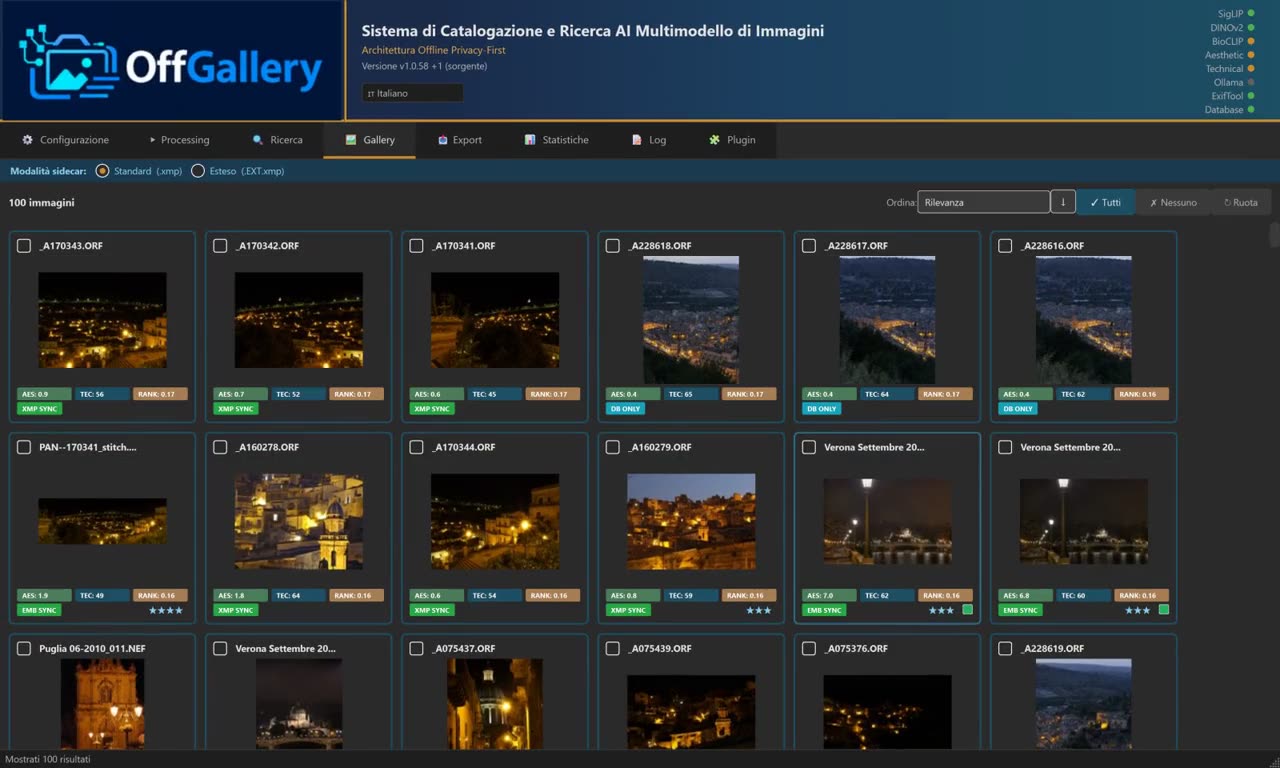 OffGallery
Sistema di Catalogazione e Ricerca AI Multimodello di Immagini
Architettura Offline Privacy-First
Versione v1.0.58 +1 (sorgente)
IT Italiano
SigLIP
DINOv2
BioCLIP
Aesthetic
Technical
Ollama
ExifTool
Database
Configurazione Processing Ricerca Gallery Export Statistiche Log Plugin
Modalità sidecar: Standard (.xmp) Esteso (.EXT.xmp)
100 immagini Ordina: Rilevanza ↓ ✓ Tutti ✗ Nessuno ↻ Ruota
_A170343.ORF _A170342.ORF _A170341.ORF _A228618.ORF _A228617.ORF _A228616.ORF
AES: 0.9 TEC: 56 RANK: 0.17 AES: 0.7 TEC: 52 RANK: 0.17 AES: 0.6 TEC: 45 RANK: 0.17 AES: 0.4 TEC: 65 RANK: 0.17 AES: 0.4 TEC: 64 RANK: 0.17 AES: 0.4 TEC: 62 RANK: 0.16
XMP SYNC XMP SYNC XMP SYNC DB ONLY DB ONLY DB ONLY
PAN--170341_stitch.... _A160278.ORF _A170344.ORF _A160279.ORF Verona Settembre 20... Verona Settembre 20...
AES: 1.9 TEC: 49 RANK: 0.16 AES: 1.8 TEC: 64 RANK: 0.16 AES: 0.6 TEC: 54 RANK: 0.16 AES: 0.8 TEC: 59 RANK: 0.16 AES: 7.0 TEC: 62 RANK: 0.16 AES: 6.8 TEC: 60 RANK: 0.16
EMB SYNC ★★★★ XMP SYNC XMP SYNC XMP SYNC ★★★ EMB SYNC ★★★ EMB SYNC ★★★
Puglia 06-2010_011.NEF Verona Settembre 20... _A075437.ORF _A075439.ORF _A075376.ORF _A228619.ORF
Mostrati 100 risultati